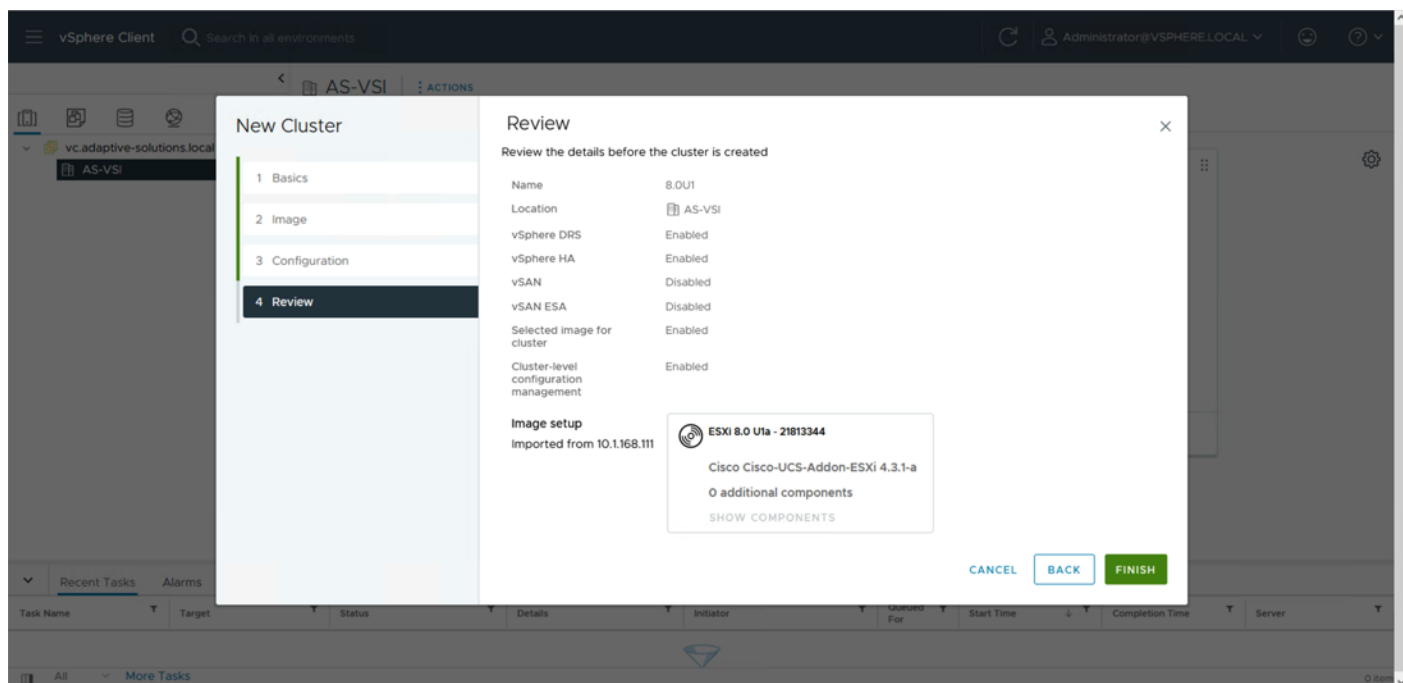 vSphere Client
Search in all environments
Administrator@VSPHERE.LOCAL
AS-VSI
ACTIONS
vc.adaptive-solutions.local
AS-VSI
New Cluster
1 Basics
2 Image
3 Configuration
4 Review
Review
Review the details before the cluster is created
Name 8.0U1
Location AS-VSI
vSphere DRS Enabled
vSphere HA Enabled
vSAN Disabled
vSAN ESA Disabled
Selected image for Enabled
cluster
Cluster-level Enabled
configuration
management
Image setup
Imported from 10.1.168.111
ESXi 8.0 U1a - 21813344
Cisco Cisco-UCS-Addon-ESXi 4.3.1-a
0 additional components
SHOW COMPONENTS
CANCEL BACK FINISH
Recent Tasks Alarms
Task Name Target Status Details Initiator Queued For Start Time Completion Time Server
All More Tasks
0 item